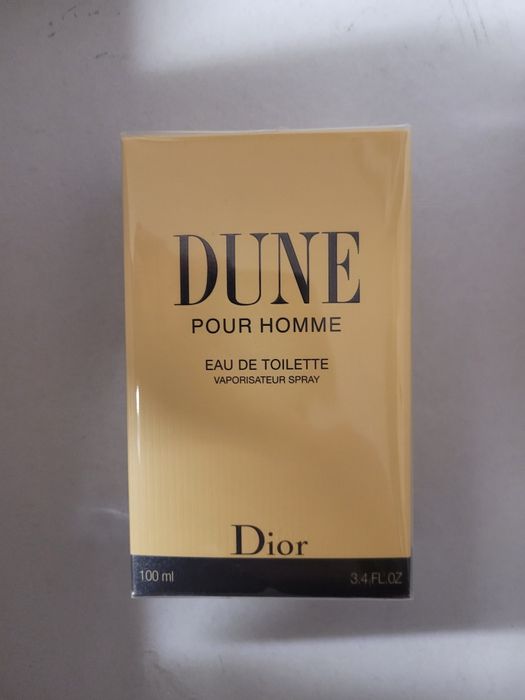 DUNE
POUR HOMME
EAU DE TOILETTE
VAPORISATEUR SPRAY
Dior
100 ml 3.4 FL.OZ